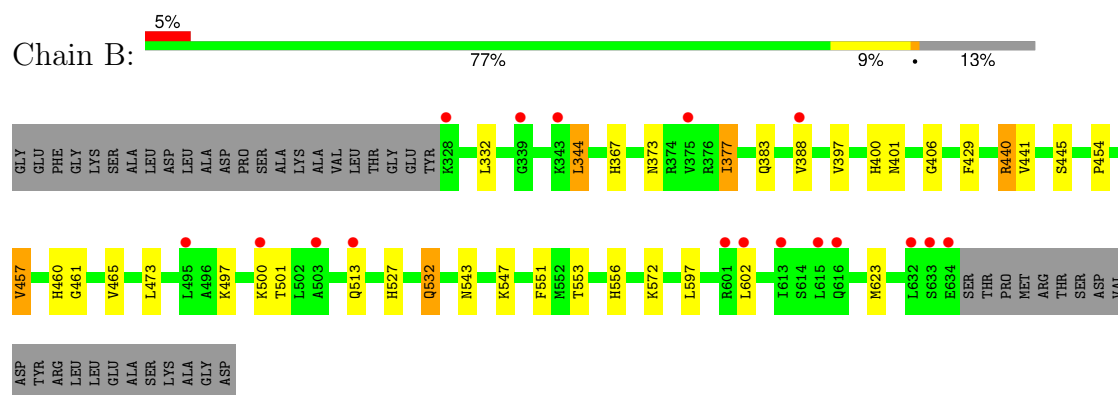 5%
Chain B:
77%
9%
•
13%
GLY GLU PHE GLY LYS SER ALA LEU ASP LEU ALA ASP PRO SER ALA LYS ALA VAL LEU THR GLY GLU TYR K328 L332 G339 K343 L344 H367 N373 R374 V375 R376 I377 Q383 V388 V397 H400 N401 G406 F429 R440 V441 S445 P454
V457 H460 G461 V465 L473 L495 A496 K497 K500 T501 L502 A503 Q513 H527 Q532 N543 K547 F551 M552 T553 H556 K572 L597 R601 L602 I613 S614 L615 Q616 M623 L632 S633 E634 SER THR PRO MET ARG THR SER ASP VAL
ASP TYR ARG LEU LEU GLU ALA SER LYS ALA GLY ASP